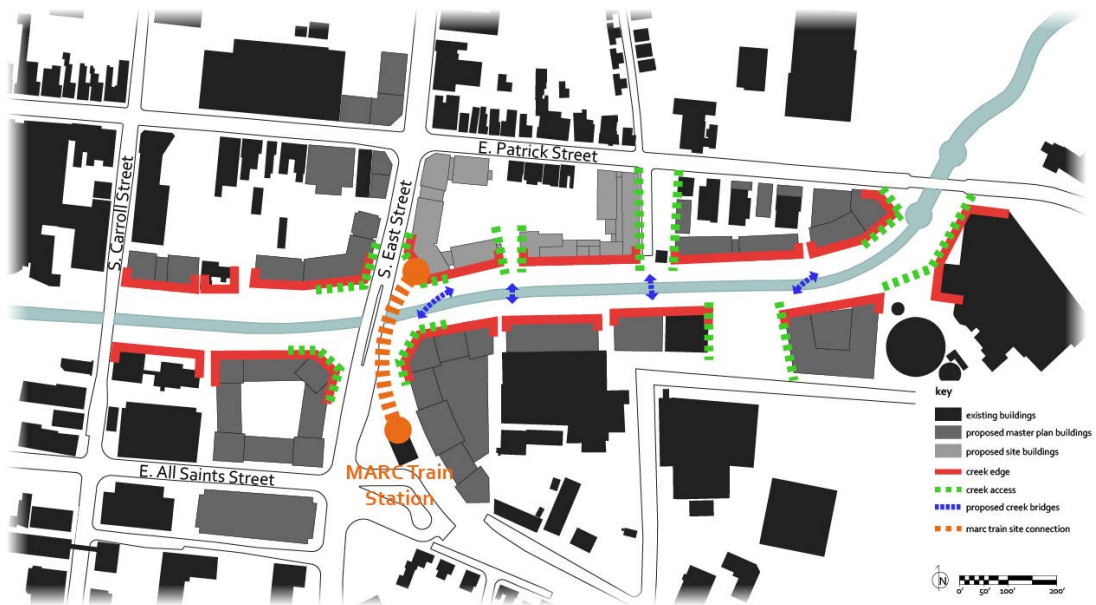 E. Patrick Street
S. Carroll Street
S. East Street
MARC Train
Station
E. All Saints Street
key
existing buildings
proposed master plan buildings
proposed site buildings
creek edge
creek access
proposed creek bridges
marc train site connection
N
0' 50' 100' 200'